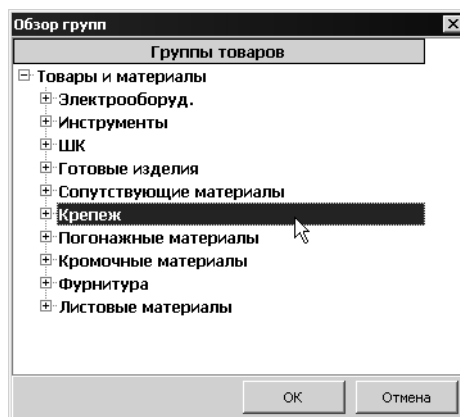 Обзор групп
Группы товаров
Товары и материалы
Электрооборуд.
Инструменты
ШК
Готовые изделия
Сопутствующие материалы
Крепеж
Погонажные материалы
Кромочные материалы
Фурнитура
Листовые материалы
ОК
Отмена